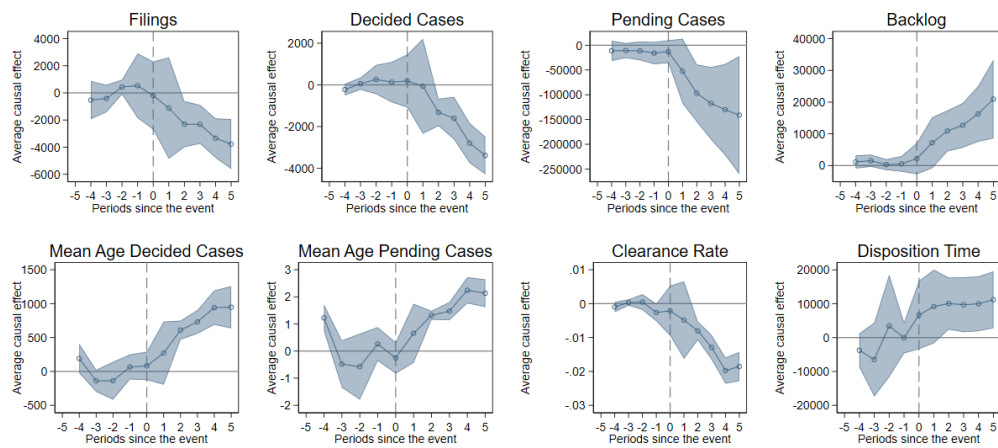 Filings
Average causal effect
4000
2000
0
-2000
-4000
-6000
-5 -4 -3 -2 -1 0 1 2 3 4 5
Periods since the event
Decided Cases
Average causal effect
2000
0
-2000
-4000
-5 -4 -3 -2 -1 0 1 2 3 4 5
Periods since the event
Pending Cases
Average causal effect
0
-50000
-100000
-150000
-200000
-250000
-5 -4 -3 -2 -1 0 1 2 3 4 5
Periods since the event
Backlog
Average causal effect
40000
30000
20000
10000
0
-5 -4 -3 -2 -1 0 1 2 3 4 5
Periods since the event
Mean Age Decided Cases
Average causal effect
1500
1000
500
0
-500
-5 -4 -3 -2 -1 0 1 2 3 4 5
Periods since the event
Mean Age Pending Cases
Average causal effect
3
2
1
0
-1
-2
-5 -4 -3 -2 -1 0 1 2 3 4 5
Periods since the event
Clearance Rate
Average causal effect
.01
0
-.01
-.02
-.03
-5 -4 -3 -2 -1 0 1 2 3 4 5
Periods since the event
Disposition Time
Average causal effect
20000
10000
0
-10000
-20000
-5 -4 -3 -2 -1 0 1 2 3 4 5
Periods since the event